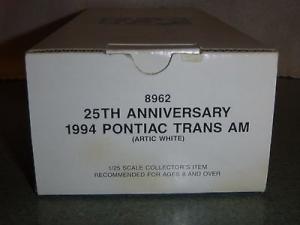 8962
25TH ANNIVERSARY
1994 PONTIAC TRANS AM
(ARTIC WHITE)
1/25 SCALE COLLECTOR'S ITEM
RECOMMENDED FOR AGES 8 AND OVER